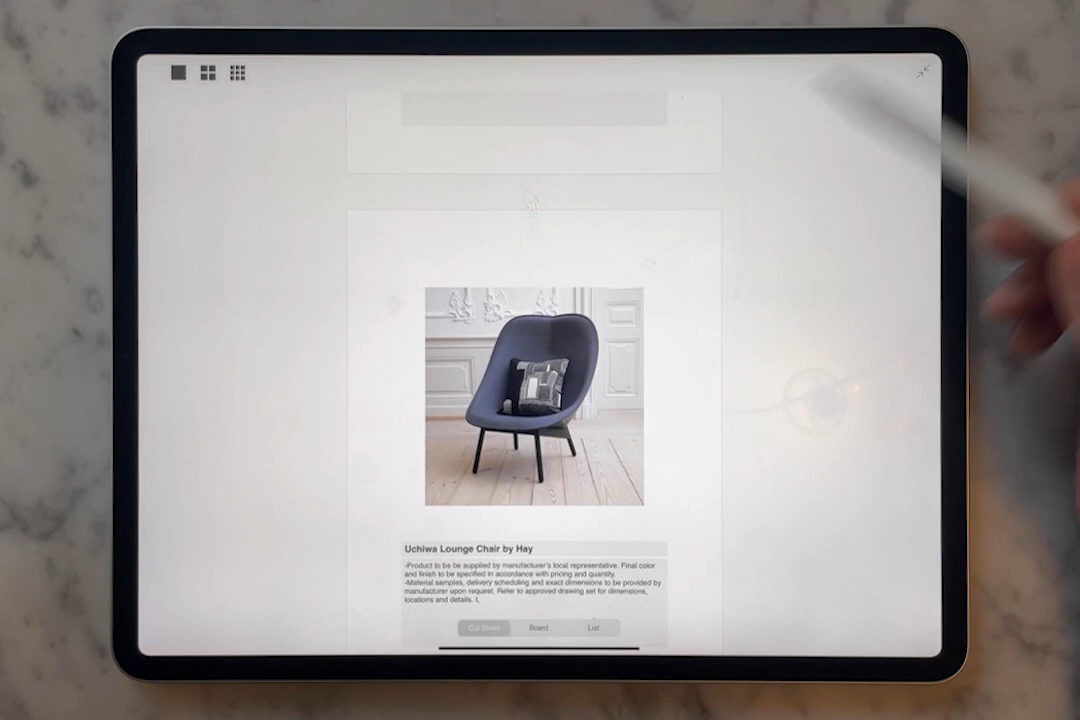 Uchiwa Lounge Chair by Hay
-Product to be be supplied by manufacturer's local representative. Final color
and finish to be specified in accordance with pricing and quantity.
-Material samples, delivery scheduling and exact dimensions to be provided by
manufacturer upon request. Refer to approved drawing set for dimensions,
locations and details. I,
Cut Sheet Board List